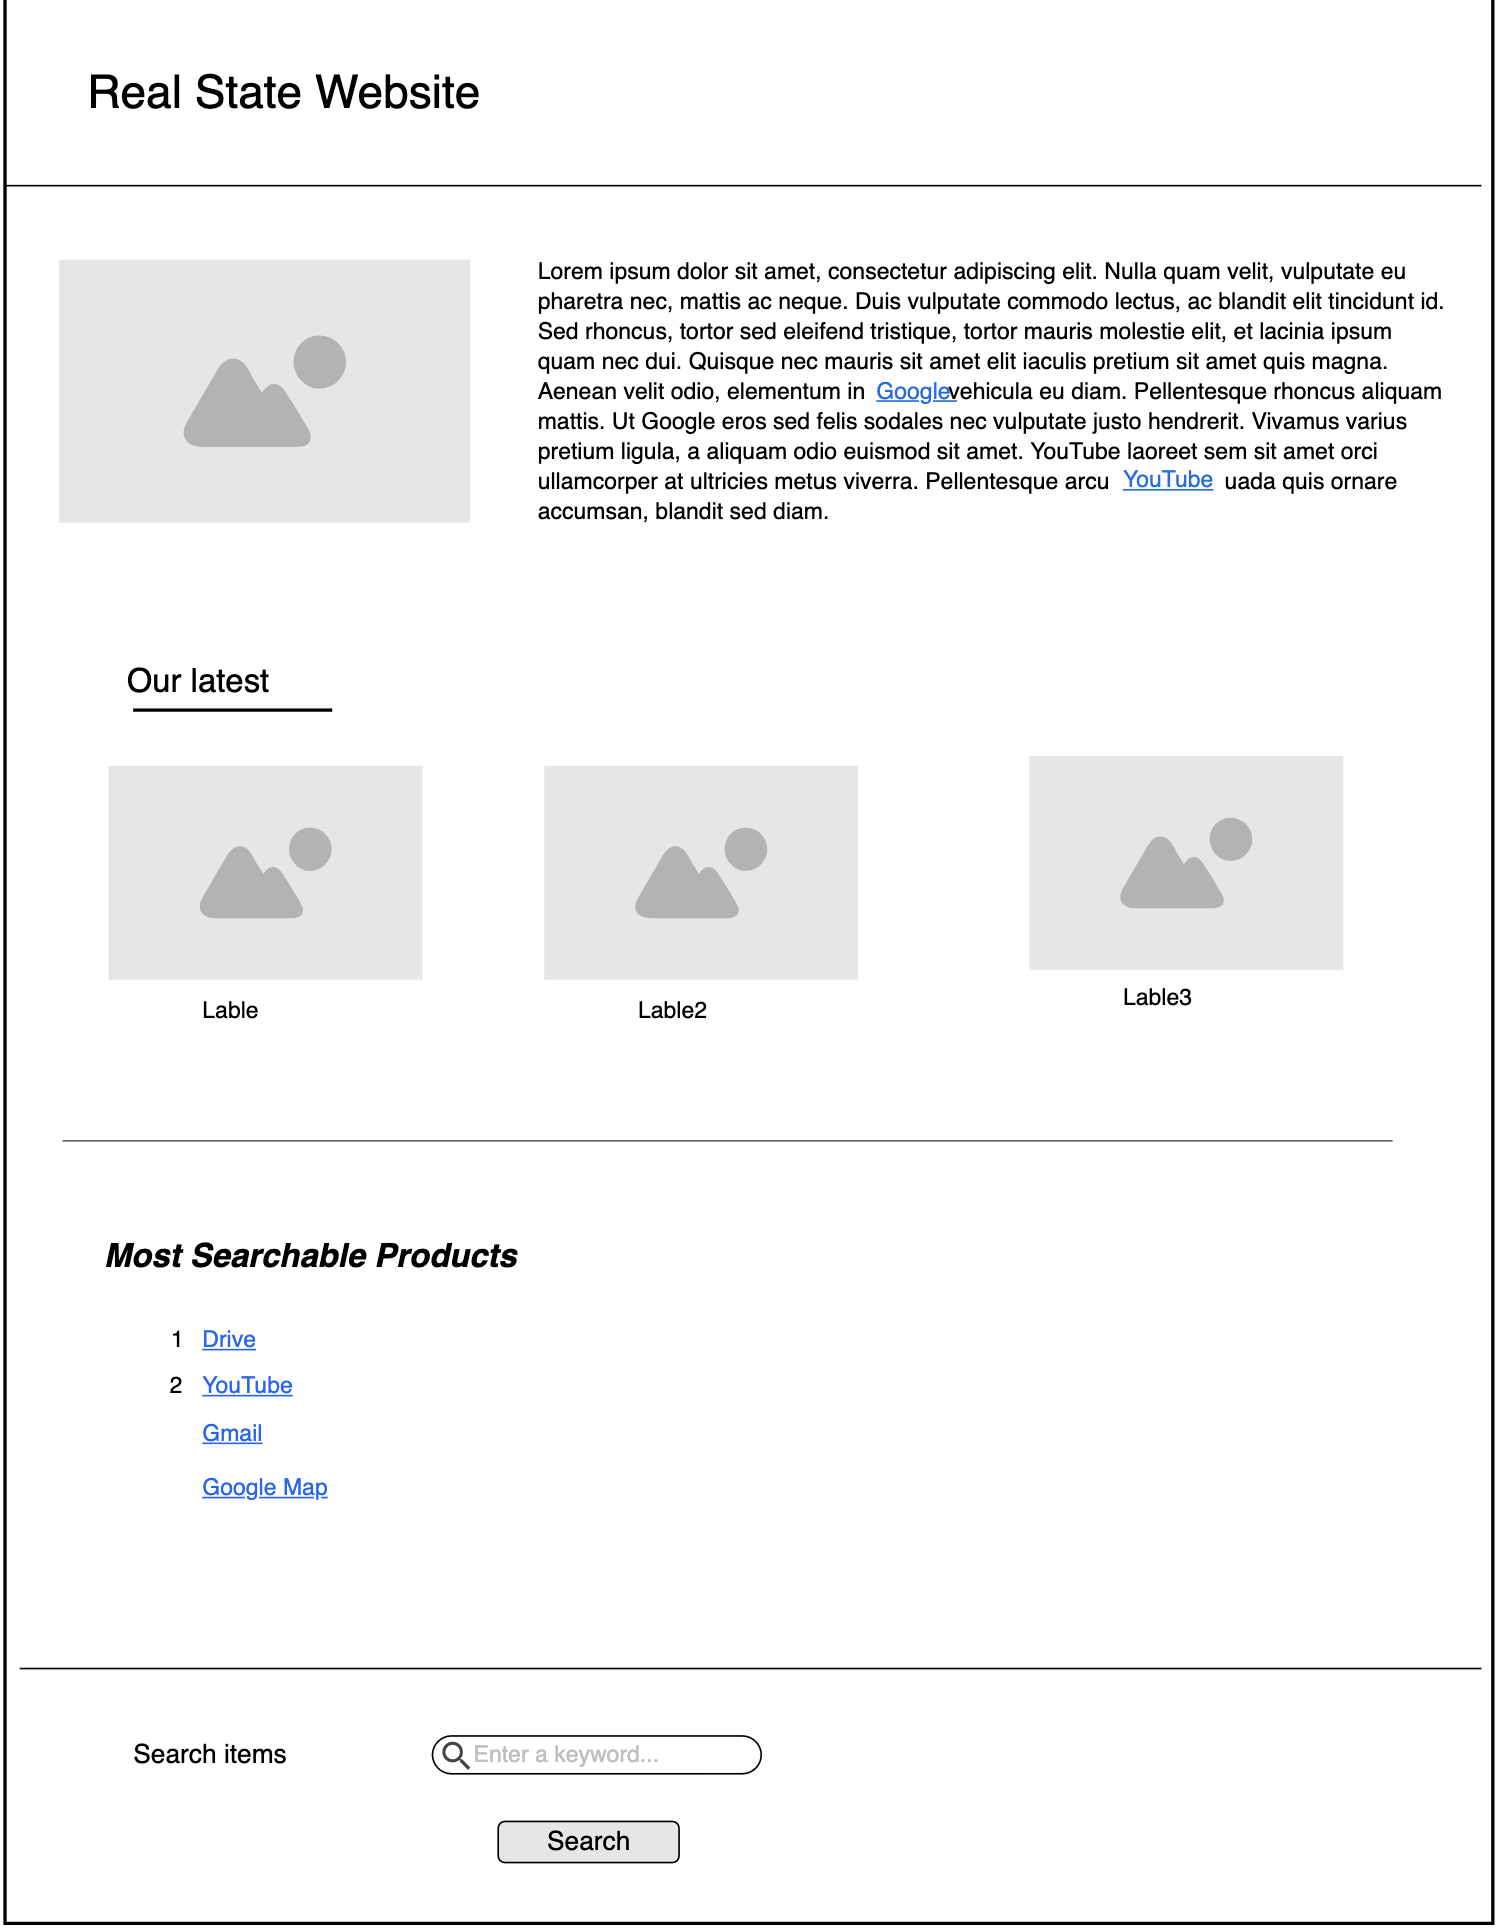 Real State Website
Lorem ipsum dolor sit amet, consectetur adipiscing elit. Nulla quam velit, vulputate eu
pharetra nec, mattis ac neque. Duis vulputate commodo lectus, ac blandit elit tincidunt id.
Sed rhoncus, tortor sed eleifend tristique, tortor mauris molestie elit, et lacinia ipsum
quam nec dui. Quisque nec mauris sit amet elit iaculis pretium sit amet quis magna.
Aenean velit odio, elementum in Google vehicula eu diam. Pellentesque rhoncus aliquam
mattis. Ut Google eros sed felis sodales nec vulputate justo hendrerit. Vivamus varius
pretium ligula, a aliquam odio euismod sit amet. YouTube laoreet sem sit amet orci
ullamcorper at ultricies metus viverra. Pellentesque arcu YouTube uada quis ornare
accumsan, blandit sed diam.
Our latest
Lable
Lable2
Lable3
Most Searchable Products
1 Drive
2 YouTube
Gmail
Google Map
Search items
Enter a keyword...
Search